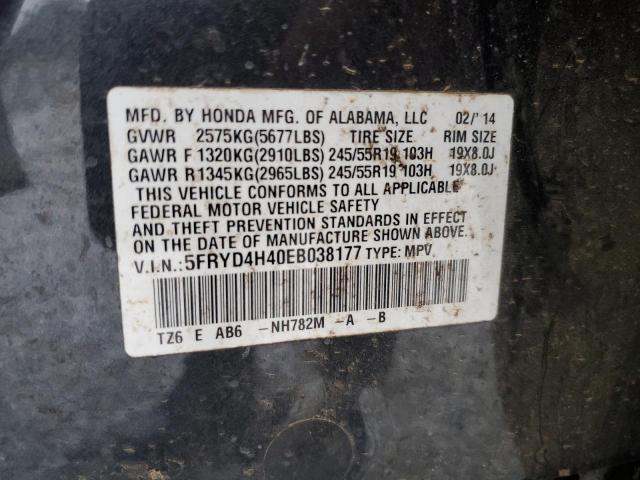 MFD. BY HONDA MFG. OF ALABAMA, LLC 02/'14
GVWR 2575KG(5677LBS) TIRE SIZE RIM SIZE
GAWR F 1320KG(2910LBS) 245/55R19 103H 19X8.0J
GAWR R1345KG(2965LBS) 245/55R19 103H 19X8.0J
THIS VEHICLE CONFORMS TO ALL APPLICABLE
FEDERAL MOTOR VEHICLE SAFETY
AND THEFT PREVENTION STANDARDS IN EFFECT
ON THE DATE OF MANUFACTURE SHOWN ABOVE.
V.I.N.:5FRYD4H40EB038177 TYPE: MPV
TZ6 E AB6 -NH782M -A -B